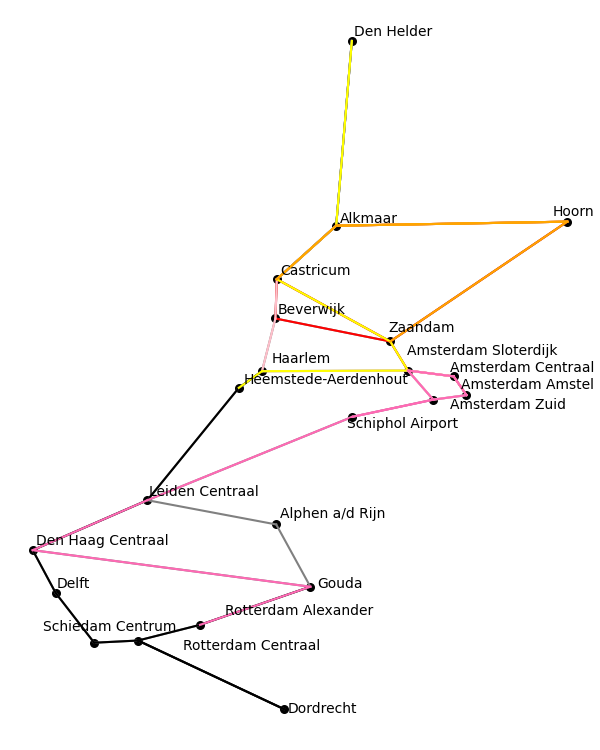 Den Helder
Alkmaar
Hoorn
Castricum
Beverwijk
Zaandam
Amsterdam Sloterdijk
Haarlem
Amsterdam Centraal
Heemstede-Aerdenhout
Amsterdam Amstel
Amsterdam Zuid
Schiphol Airport
Leiden Centraal
Alphen a/d Rijn
Den Haag Centraal
Delft
Gouda
Rotterdam Alexander
Schiedam Centrum
Rotterdam Centraal
Dordrecht